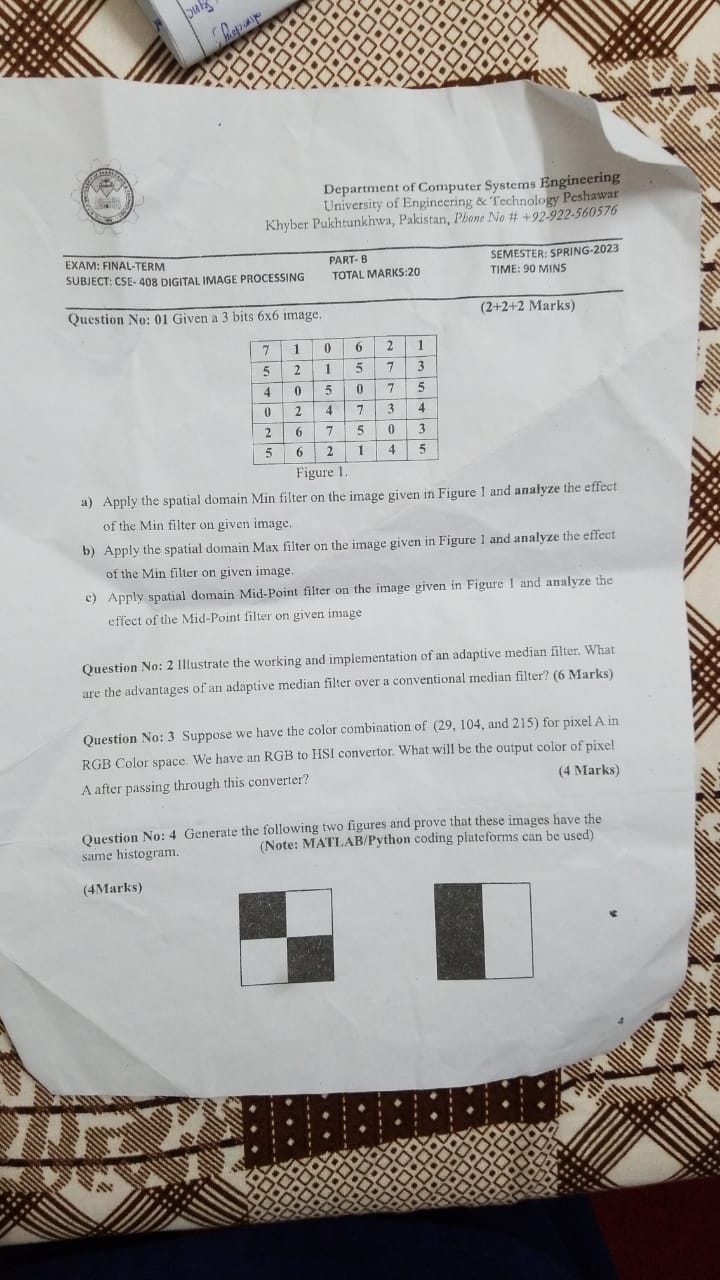 Department of Computer Systems Engineering
University of Engineering & Technology Peshawar
Khyber Pukhtunkhwa, Pakistan, Phone No # +92-922-560576
EXAM: FINAL-TERM PART- B SEMESTER: SPRING-2023
SUBJECT: CSE- 408 DIGITAL IMAGE PROCESSING TOTAL MARKS:20 TIME: 90 MINS
Question No: 01 Given a 3 bits 6x6 image. (2+2+2 Marks)
7 1 0 6 2 1
5 2 1 5 7 3
4 0 5 0 7 5
0 2 4 7 3 4
2 6 7 5 0 3
5 6 2 1 4 5
Figure 1.
a) Apply the spatial domain Min filter on the image given in Figure 1 and analyze the effect
of the Min filter on given image.
b) Apply the spatial domain Max filter on the image given in Figure 1 and analyze the effect
of the Min filter on given image.
c) Apply spatial domain Mid-Point filter on the image given in Figure 1 and analyze the
effect of the Mid-Point filter on given image
Question No: 2 Illustrate the working and implementation of an adaptive median filter. What
are the advantages of an adaptive median filter over a conventional median filter? (6 Marks)
Question No: 3 Suppose we have the color combination of (29, 104, and 215) for pixel A in
RGB Color space. We have an RGB to HSI convertor. What will be the output color of pixel
A after passing through this converter? (4 Marks)
Question No: 4 Generate the following two figures and prove that these images have the
same histogram. (Note: MATLAB/Python coding plateforms can be used)
(4Marks)